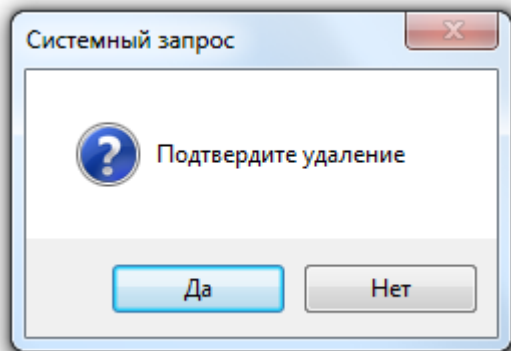 Системный запрос
Подтвердите удаление
Да
Нет